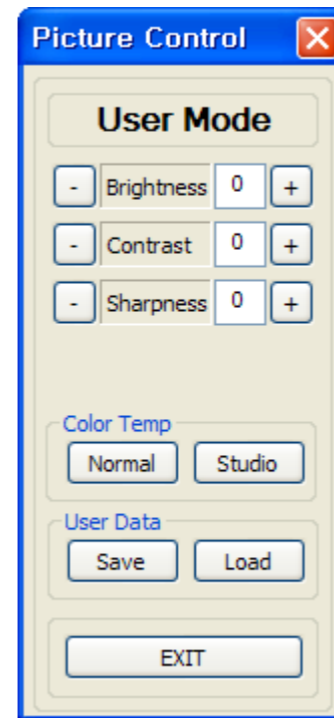 Picture Control
User Mode
- Brightness 0 +
- Contrast 0 +
- Sharpness 0 +
Color Temp
Normal Studio
User Data
Save Load
EXIT